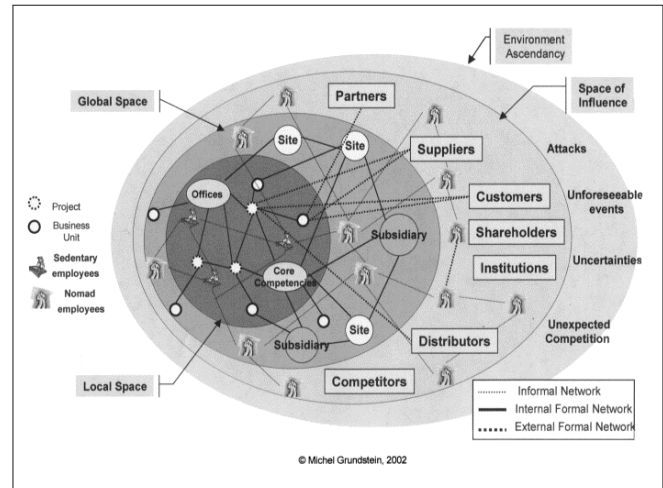 Environment
Ascendancy
Global Space
Partners
Space of
Influence
Site
Site
Suppliers
Attacks
Offices
Customers
Unforeseeable
events
Project
Business
Unit
Shareholders
Subsidiary
Sedentary
employees
Institutions
Uncertainties
Core
Competencies
Nomad
employees
Site
Unexpected
Competition
Distributors
Subsidiary
Local Space
Competitors
Informal Network
Internal Formal Network
External Formal Network
© Michel Grundstein, 2002